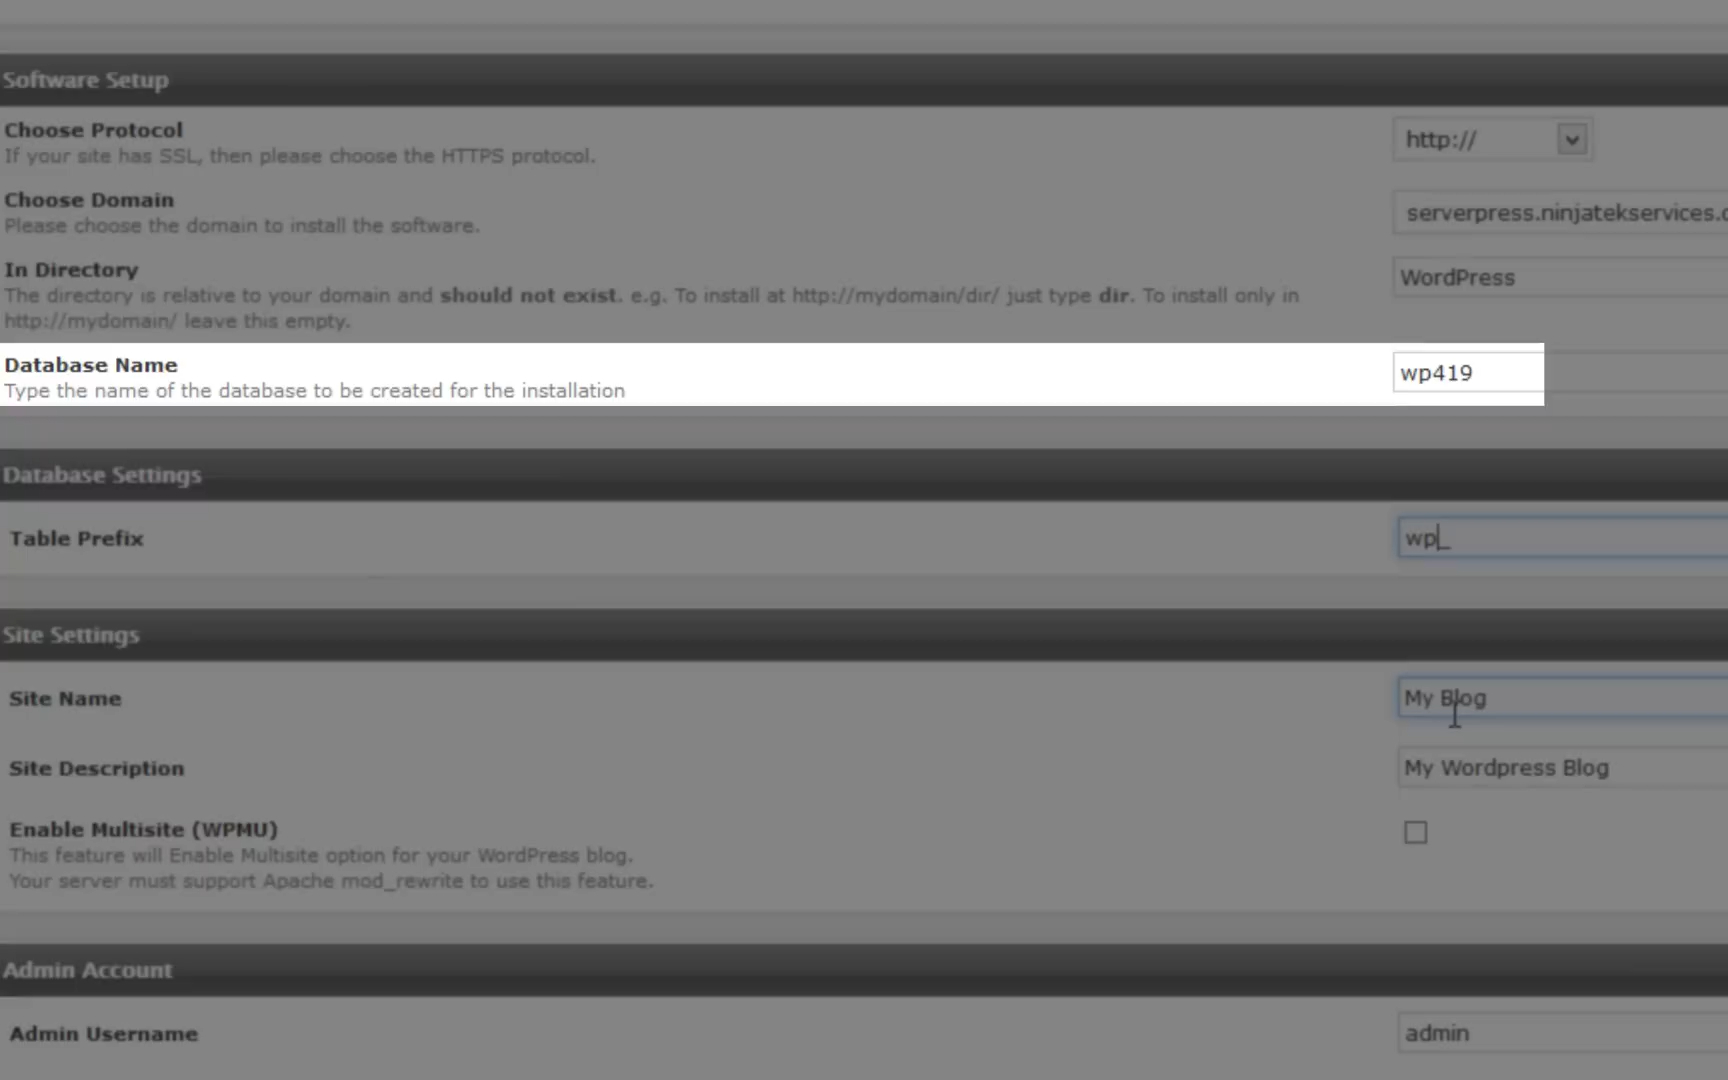 Software Setup
Choose Protocol
If your site has SSL, then please choose the HTTPS protocol.
http://
Choose Domain
Please choose the domain to install the software.
serverpress.ninjatekservices.c
In Directory
The directory is relative to your domain and should not exist. e.g. To install at http://mydomain/dir/ just type dir. To install only in
http://mydomain/ leave this empty.
WordPress
Database Name
Type the name of the database to be created for the installation
wp419
Database Settings
Table Prefix
wp_
Site Settings
Site Name
My Blog
Site Description
My Wordpress Blog
Enable Multisite (WPMU)
This feature will Enable Multisite option for your WordPress blog.
Your server must support Apache mod_rewrite to use this feature.
Admin Account
Admin Username
admin